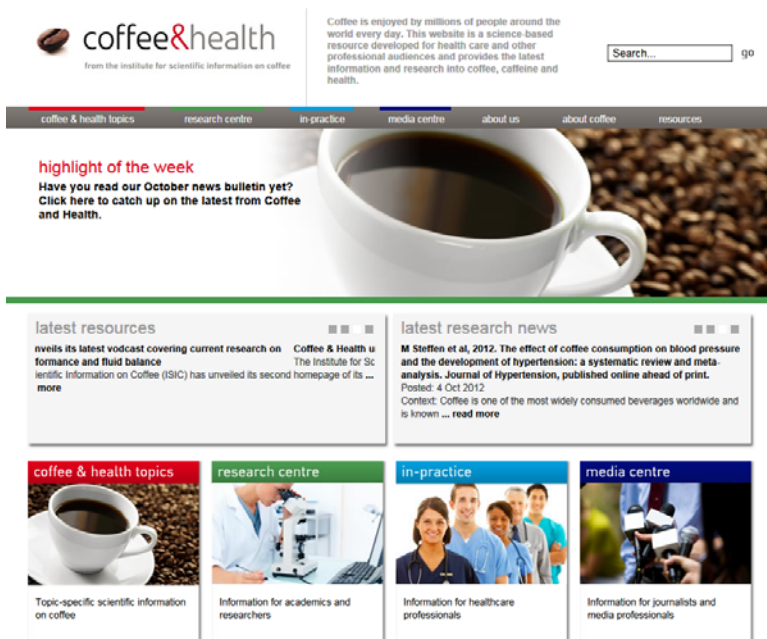 coffee&health
from the institute for scientific information on coffee
Coffee is enjoyed by millions of people around the
world every day. This website is a science-based
resource developed for health care and other
professional audiences and provides the latest
information and research into coffee, caffeine and
health.
Search...
go
coffee & health topics
research centre
in-practice
media centre
about us
about coffee
resources
highlight of the week
Have you read our October news bulletin yet?
Click here to catch up on the latest from Coffee
and Health.
latest resources
nveils its latest vodcast covering current research on
formance and fluid balance
ientific Information on Coffee (ISIC) has unveiled its second
more
Coffee & Health u
The Institute for Sc
homepage of its ...
latest research news
M Steffen et al, 2012. The effect of coffee consumption on blood pressure
and the development of hypertension: a systematic review and meta-
analysis. Journal of Hypertension, published online ahead of print.
Posted: 4 Oct 2012
Context: Coffee is one of the most widely consumed beverages worldwide and
is known ... read more
coffee & health topics
Topic-specific scientific information
on coffee
research centre
Information for academics and
researchers
in-practice
Information for healthcare
professionals
media centre
Information for journalists and
media professionals